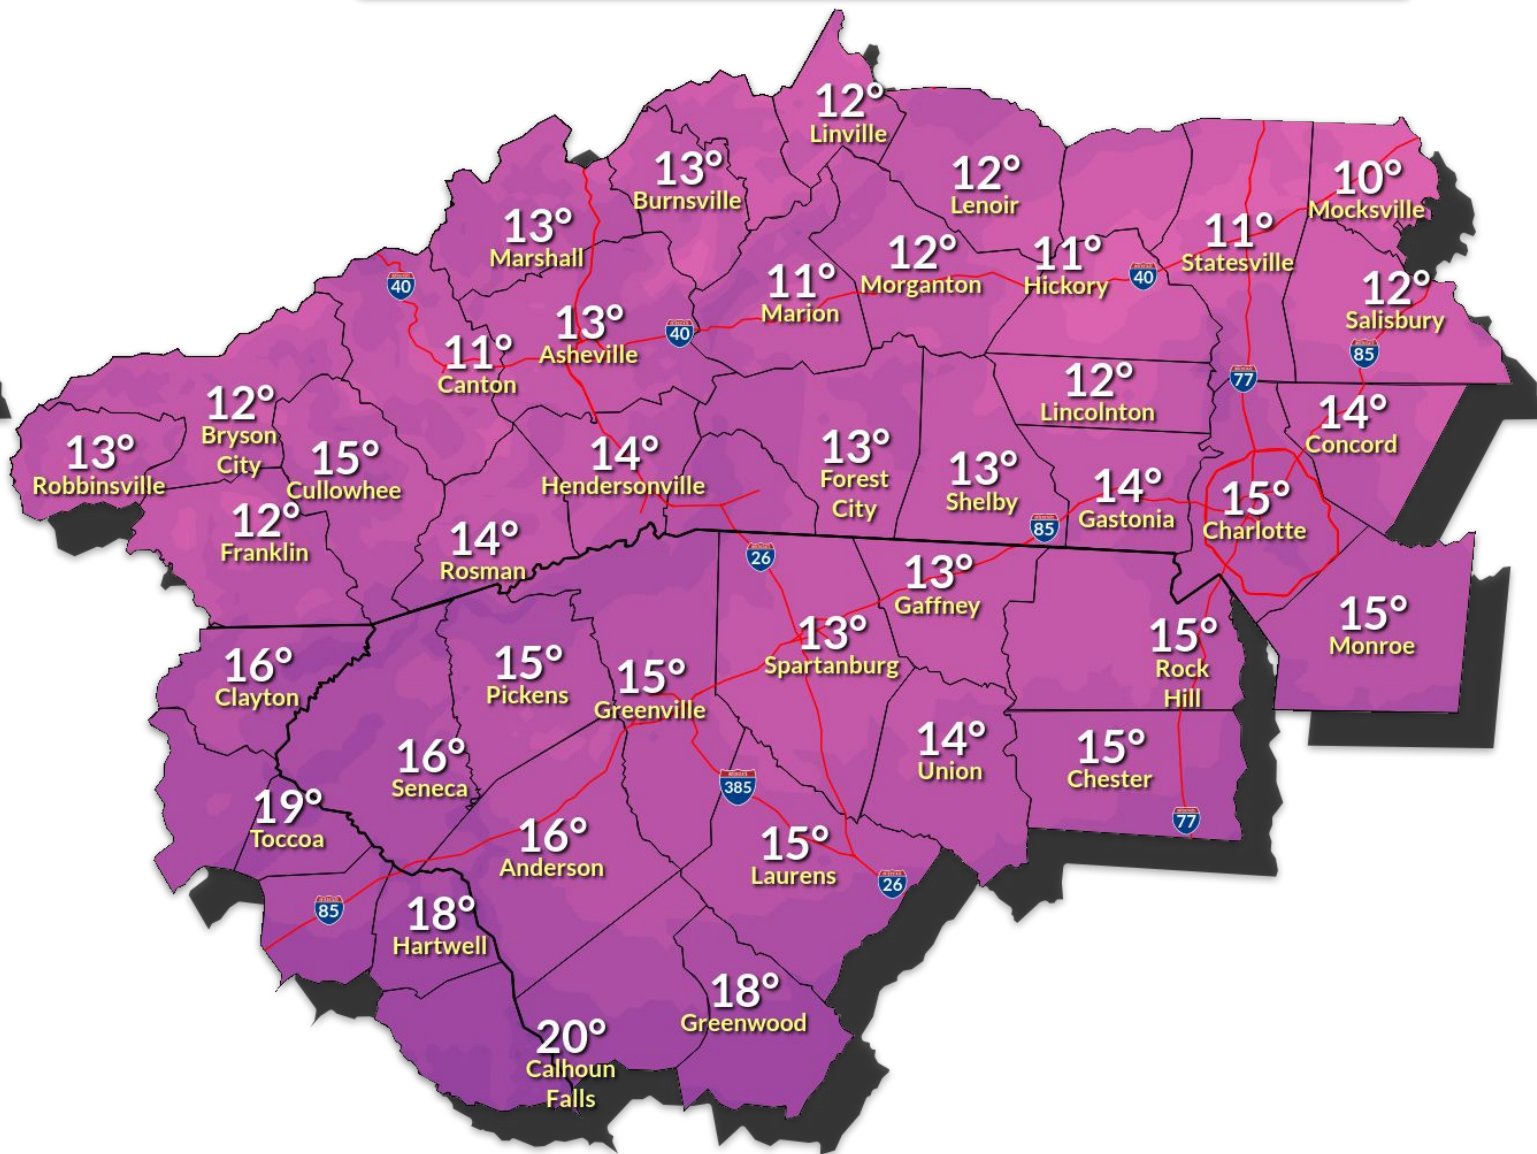 12°
Linville
13°
Burnsville
12°
Lenoir
10°
Mocksville
13°
Marshall
11°
Statesville
12°
Morganton
11°
Hickory
40
40
11°
Marion
12°
Salisbury
13°
Asheville
40
11°
Canton
85
77
12°
Lincolnton
12°
Bryson
City
14°
Concord
13°
Robbinsville
15°
Cullowhee
14°
Hendersonville
13°
Forest
City
13°
Shelby
14°
Gastonia
15°
Charlotte
12°
Franklin
14°
Rosman
85
26
13°
Gaffney
15°
Monroe
16°
Clayton
15°
Pickens
15°
Greenville
13°
Spartanburg
15°
Rock
Hill
16°
Seneca
14°
Union
15°
Chester
385
19°
Toccoa
77
16°
Anderson
15°
Laurens
26
85
18°
Hartwell
18°
Greenwood
20°
Calhoun
Falls